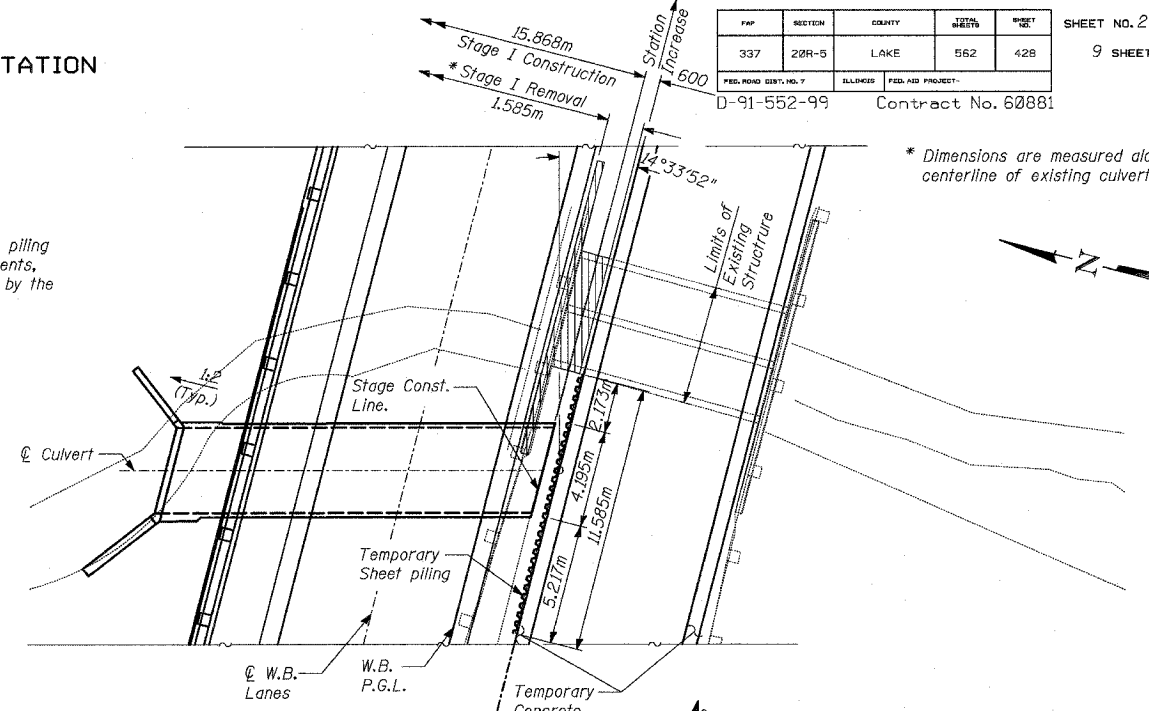 TATION
FAP SECTION COUNTY TOTAL SHEETS SHEET NO.
337 20R-5 LAKE 562 428
FED. ROAD DIST. NO. 7 ILLINOIS FED. AID PROJECT-
SHEET NO. 2
9 SHEET
D-91-552-99 Contract No. 60881
15.868m
Stage I Construction
* Stage I Removal
1.585m
Station
Increase
600
14°33'52"
* Dimensions are measured alo
centerline of existing culvert
piling
ents,
by the
Limits of
Existing
Structrure
N
1:2
(Typ.)
Stage Const.
Line.
℄ Culvert
2.173m
4.195m
11.585m
5.217m
Temporary
Sheet piling
℄ W.B.
Lanes
W.B.
P.G.L.
Temporary
Concrete